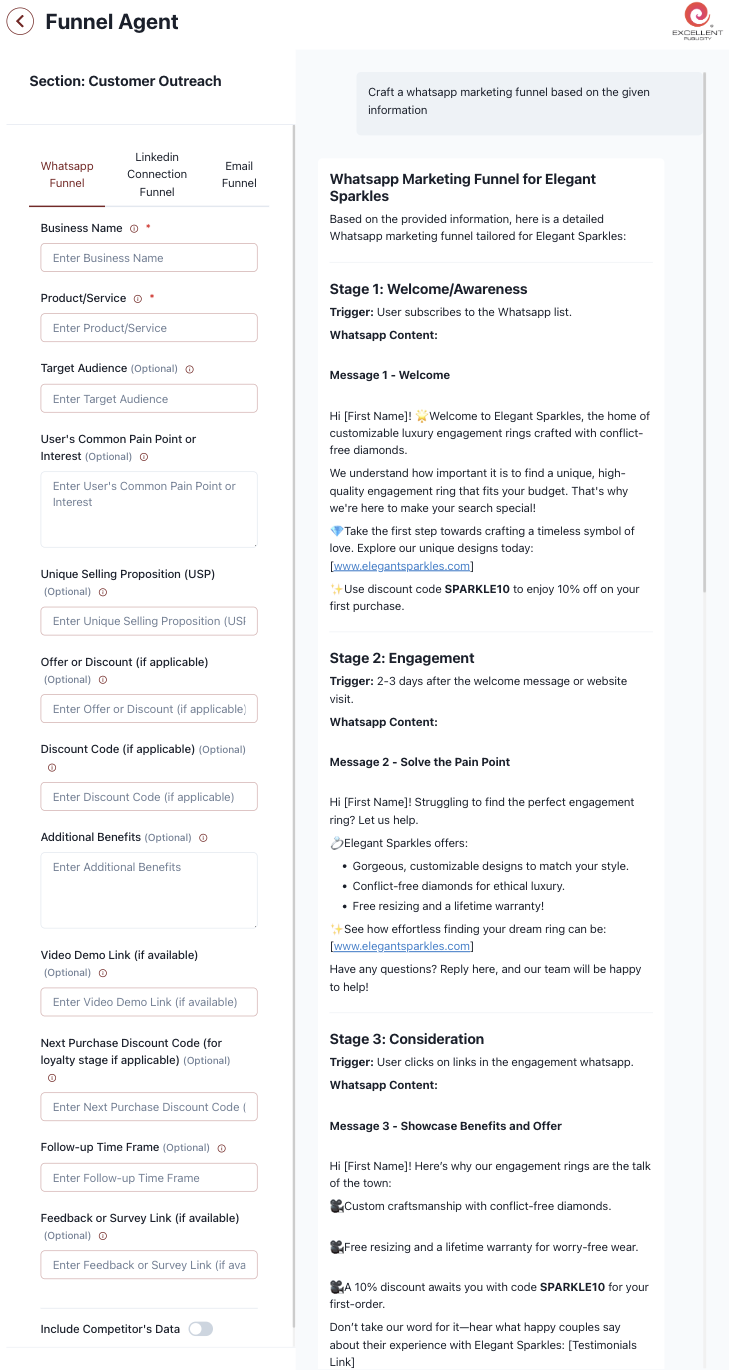 Funnel Agent
EXCELLENT
PUBLICITY
Section: Customer Outreach
Whatsapp
Funnel
Linkedin
Connection
Funnel
Email
Funnel
Business Name *
Enter Business Name
Product/Service *
Enter Product/Service
Target Audience (Optional)
Enter Target Audience
User's Common Pain Point or
Interest (Optional)
Enter User's Common Pain Point or
Interest
Unique Selling Proposition (USP)
(Optional)
Enter Unique Selling Proposition (USF
Offer or Discount (if applicable)
(Optional)
Enter Offer or Discount (if applicable)
Discount Code (if applicable) (Optional)
Enter Discount Code (if applicable)
Additional Benefits (Optional)
Enter Additional Benefits
Video Demo Link (if available)
(Optional)
Enter Video Demo Link (if available)
Next Purchase Discount Code (for
loyalty stage if applicable) (Optional)
Enter Next Purchase Discount Code (
Follow-up Time Frame (Optional)
Enter Follow-up Time Frame
Feedback or Survey Link (if available)
(Optional)
Enter Feedback or Survey Link (if ava
Include Competitor's Data
Craft a whatsapp marketing funnel based on the given
information
Whatsapp Marketing Funnel for Elegant
Sparkles
Based on the provided information, here is a detailed
Whatsapp marketing funnel tailored for Elegant Sparkles:
Stage 1: Welcome/Awareness
Trigger: User subscribes to the Whatsapp list.
Whatsapp Content:
Message 1 - Welcome
Hi [First Name]! 🌟Welcome to Elegant Sparkles, the home of
customizable luxury engagement rings crafted with conflict-
free diamonds.
We understand how important it is to find a unique, high-
quality engagement ring that fits your budget. That's why
we're here to make your search special!
💎Take the first step towards crafting a timeless symbol of
love. Explore our unique designs today:
[www.elegantsparkles.com]
✨Use discount code SPARKLE10 to enjoy 10% off on your
first purchase.
Stage 2: Engagement
Trigger: 2-3 days after the welcome message or website
visit.
Whatsapp Content:
Message 2 - Solve the Pain Point
Hi [First Name]! Struggling to find the perfect engagement
ring? Let us help.
💍Elegant Sparkles offers:
• Gorgeous, customizable designs to match your style.
• Conflict-free diamonds for ethical luxury.
• Free resizing and a lifetime warranty!
✨See how effortless finding your dream ring can be:
[www.elegantsparkles.com]
Have any questions? Reply here, and our team will be happy
to help!
Stage 3: Consideration
Trigger: User clicks on links in the engagement whatsapp.
Whatsapp Content:
Message 3 - Showcase Benefits and Offer
Hi [First Name]! Here's why our engagement rings are the talk
of the town:
🎥Custom craftsmanship with conflict-free diamonds.
🎥Free resizing and a lifetime warranty for worry-free wear.
🎥A 10% discount awaits you with code SPARKLE10 for your
first-order.
Don't take our word for it—hear what happy couples say
about their experience with Elegant Sparkles: [Testimonials
Link]